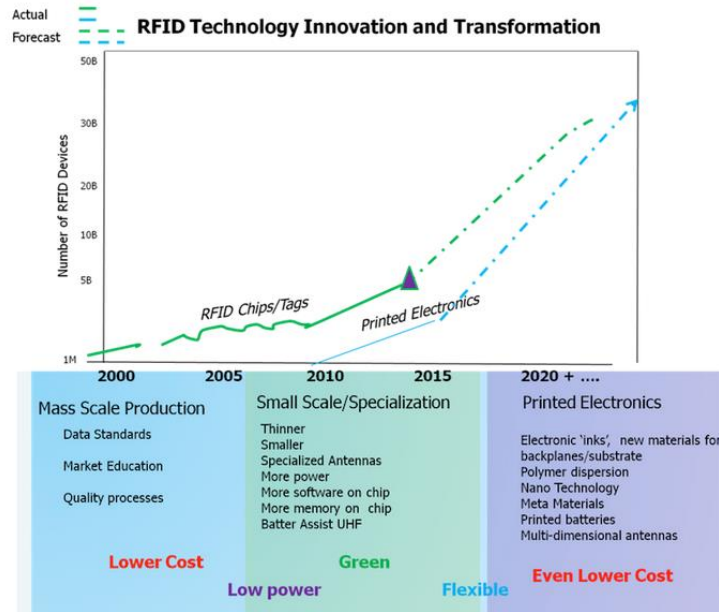 Actual
Forecast
RFID Technology Innovation and Transformation
Number of RFID Devices
50B
30B
20B
10B
5B
1M
RFID Chips/Tags
Printed Electronics
2000
2005
2010
2015
2020 + ....
Mass Scale Production
Data Standards
Market Education
Quality processes
Lower Cost
Small Scale/Specialization
Thinner
Smaller
Specialized Antennas
More power
More software on chip
More memory on chip
Batter Assist UHF
Green
Printed Electronics
Electronic ‘inks’, new materials for
backplanes/substrate
Polymer dispersion
Nano Technology
Meta Materials
Printed batteries
Multi-dimensional antennas
Even Lower Cost
Low power
Flexible